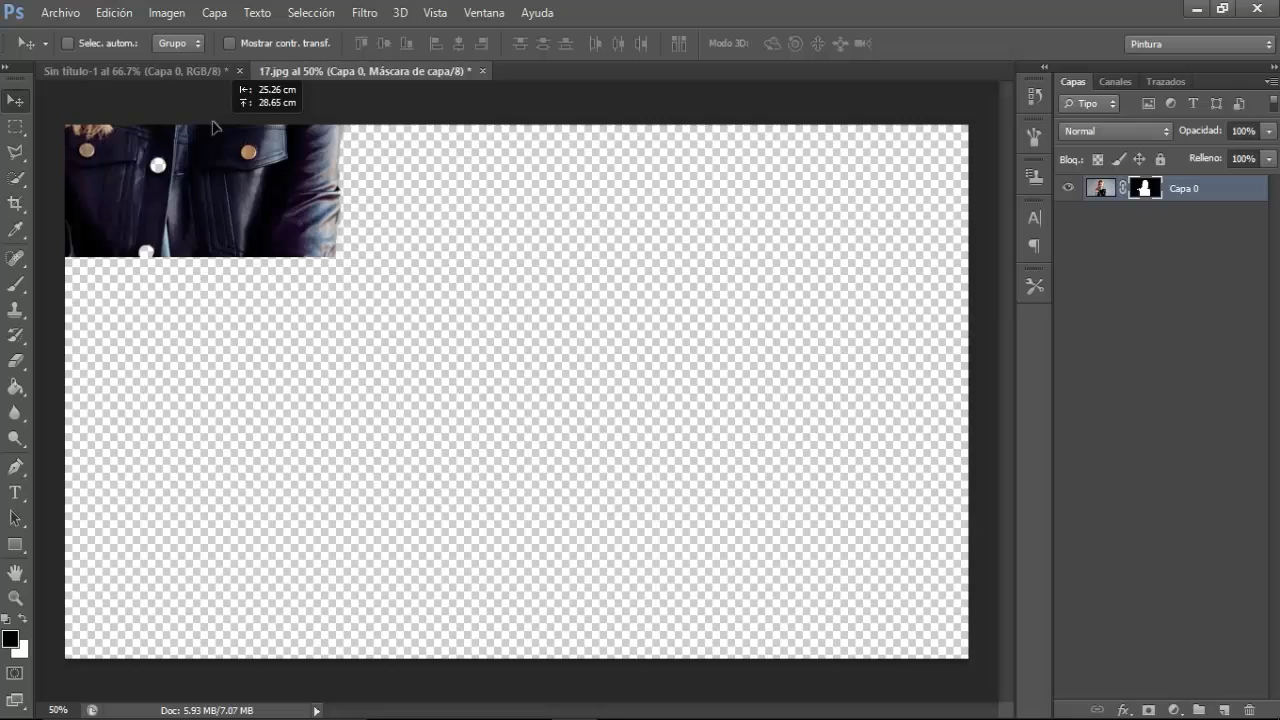 Ps Archivo Edición Imagen Capa Texto Selección Filtro 3D Vista Ventana Ayuda
Selec. autom.: Grupo Mostrar contr. transf. Modo 3D: Pintura
Sin título-1 al 66.7% (Capa 0, RGB/8) * × 17.jpg al 50% (Capa 0, Máscara de capa/8) * ×
25.26 cm
28.65 cm
Capas Canales Trazados
Tipo
Normal Opacidad: 100%
Bloq.: Relleno: 100%
Capa 0
50% Doc: 5.93 MB/7.07 MB